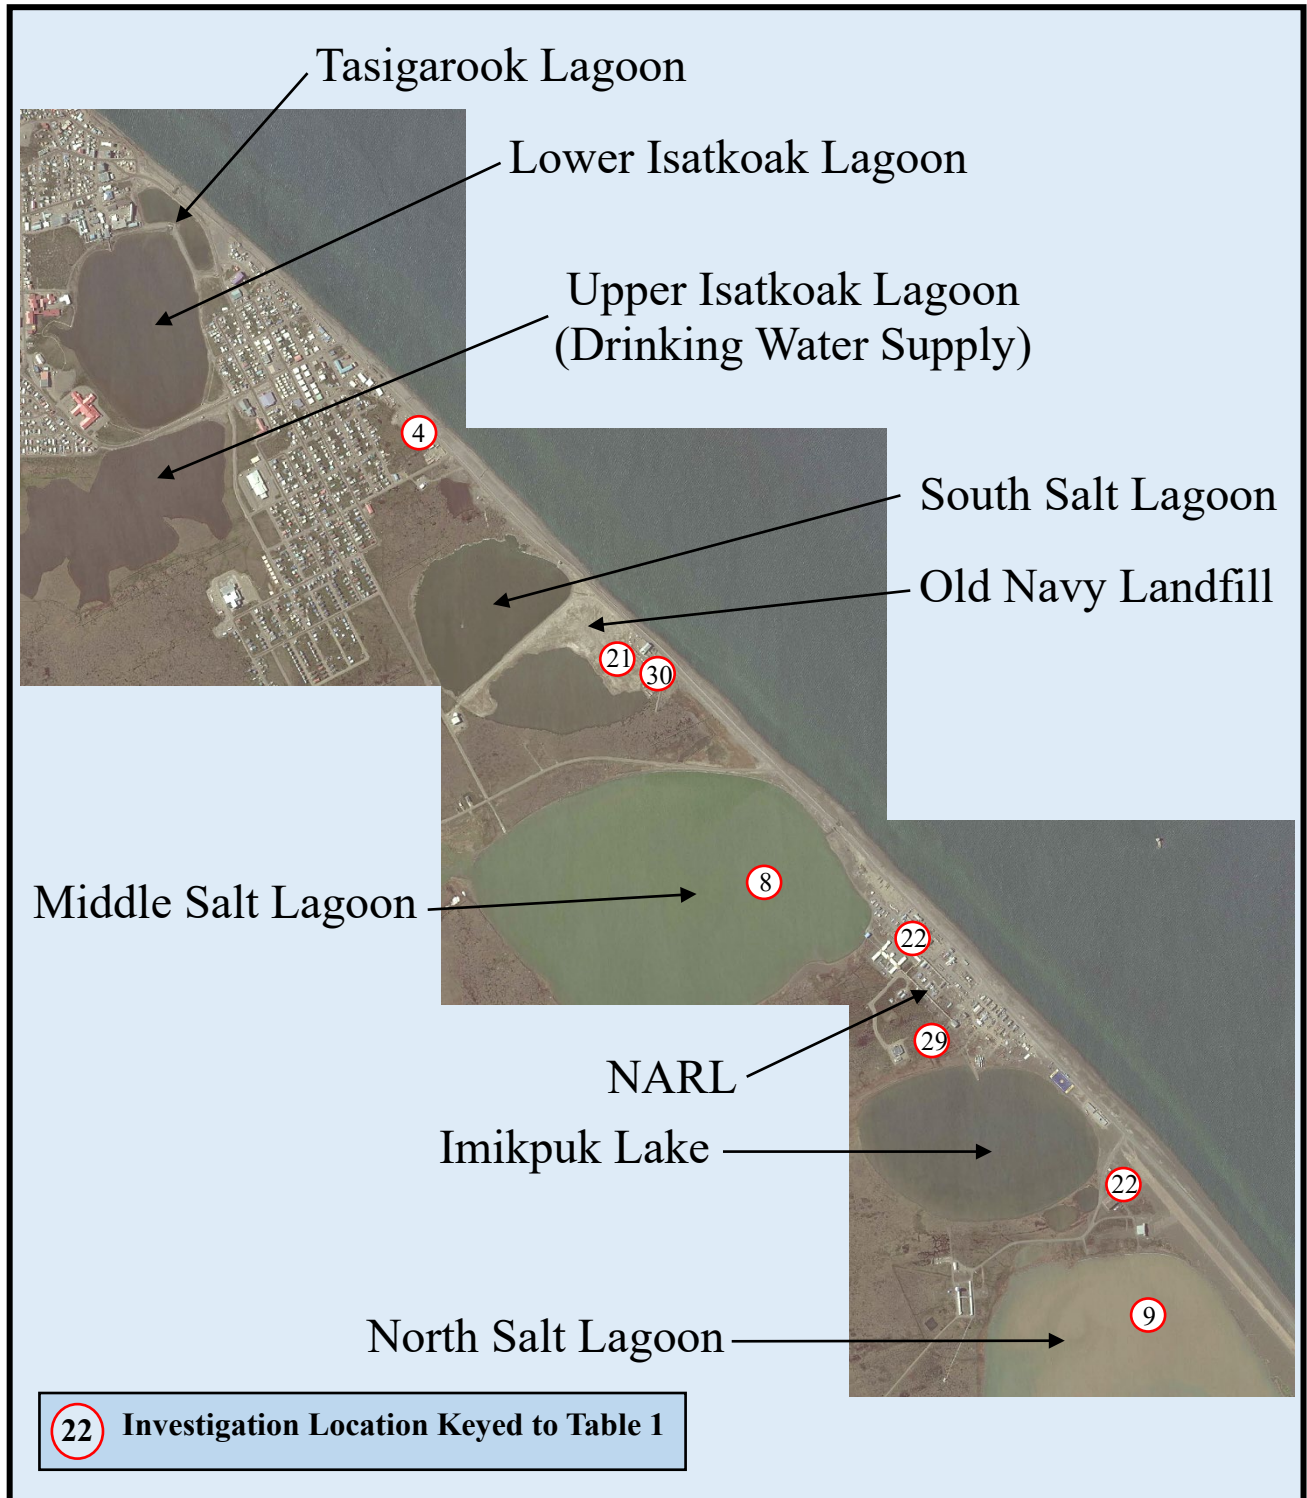 Tasigarook Lagoon
Lower Isatkoak Lagoon
Upper Isatkoak Lagoon
(Drinking Water Supply)
4
South Salt Lagoon
Old Navy Landfill
21
30
8
Middle Salt Lagoon
22
29
NARL
Imikpuk Lake
22
9
North Salt Lagoon
22 Investigation Location Keyed to Table 1